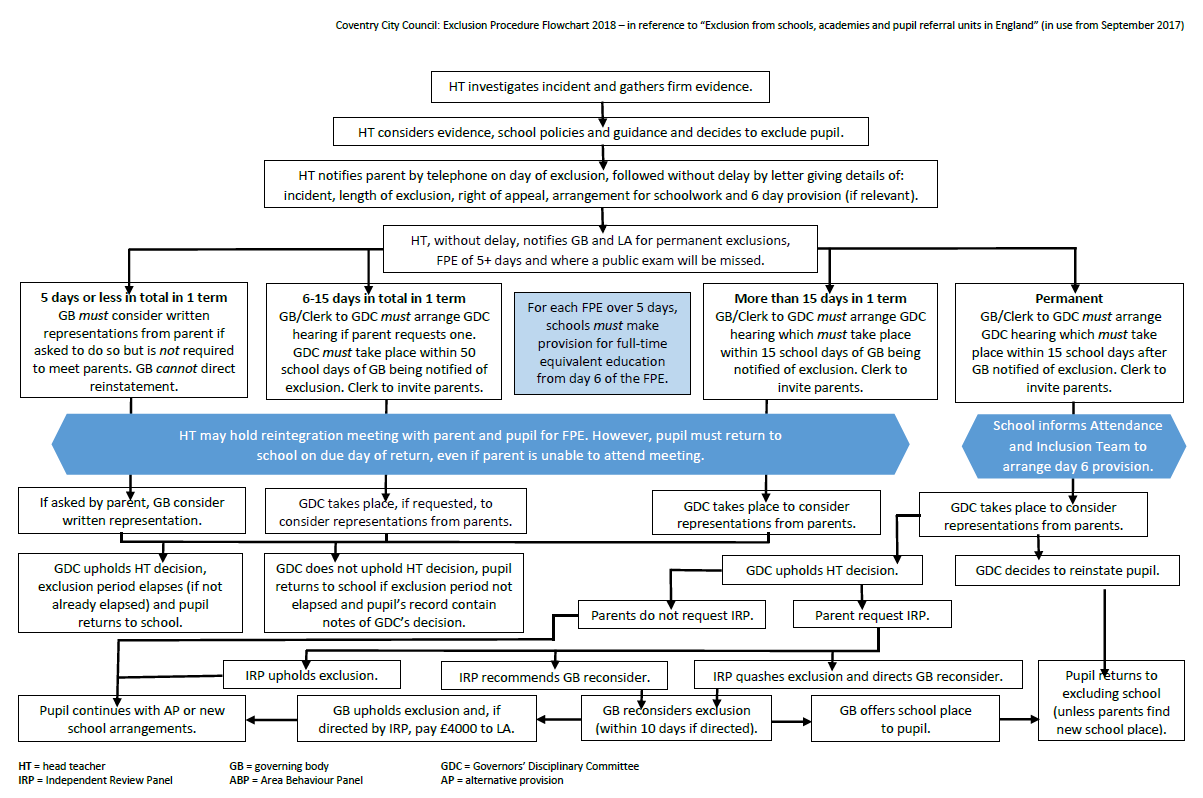 Coventry City Council: Exclusion Procedure Flowchart 2018 – in reference to “Exclusion from schools, academies and pupil referral units in England” (in use from September 2017)
HT investigates incident and gathers firm evidence.
HT considers evidence, school policies and guidance and decides to exclude pupil.
HT notifies parent by telephone on day of exclusion, followed without delay by letter giving details of:
incident, length of exclusion, right of appeal, arrangement for schoolwork and 6 day provision (if relevant).
HT, without delay, notifies GB and LA for permanent exclusions,
FPE of 5+ days and where a public exam will be missed.
5 days or less in total in 1 term
GB must consider written
representations from parent if
asked to do so but is not required
to meet parents. GB cannot direct
reinstatement.
6-15 days in total in 1 term
GB/Clerk to GDC must arrange GDC
hearing if parent requests one.
GDC must take place within 50
school days of GB being notified of
exclusion. Clerk to invite parents.
For each FPE over 5 days,
schools must make
provision for full-time
equivalent education
from day 6 of the FPE.
More than 15 days in 1 term
GB/Clerk to GDC must arrange GDC
hearing which must take place
within 15 school days of GB being
notified of exclusion. Clerk to
invite parents.
Permanent
GB/Clerk to GDC must arrange
GDC hearing which must take
place within 15 school days after
GB notified of exclusion. Clerk to
invite parents.
HT may hold reintegration meeting with parent and pupil for FPE. However, pupil must return to
school on due day of return, even if parent is unable to attend meeting.
School informs Attendance
and Inclusion Team to
arrange day 6 provision.
If asked by parent, GB consider
written representation.
GDC takes place, if requested, to
consider representations from parents.
GDC takes place to consider
representations from parents.
GDC takes place to consider
representations from parents.
GDC upholds HT decision,
exclusion period elapses (if not
already elapsed) and pupil
returns to school.
GDC does not uphold HT decision, pupil
returns to school if exclusion period not
elapsed and pupil’s record contain
notes of GDC’s decision.
GDC upholds HT decision.
GDC decides to reinstate pupil.
Parents do not request IRP.
Parent request IRP.
IRP upholds exclusion.
IRP recommends GB reconsider.
IRP quashes exclusion and directs GB reconsider.
Pupil returns to
excluding school
(unless parents find
new school place).
Pupil continues with AP or new
school arrangements.
GB upholds exclusion and, if
directed by IRP, pay £4000 to LA.
GB reconsiders exclusion
(within 10 days if directed).
GB offers school place
to pupil.
HT = head teacher
GB = governing body
GDC = Governors’ Disciplinary Committee
IRP = Independent Review Panel
ABP = Area Behaviour Panel
AP = alternative provision